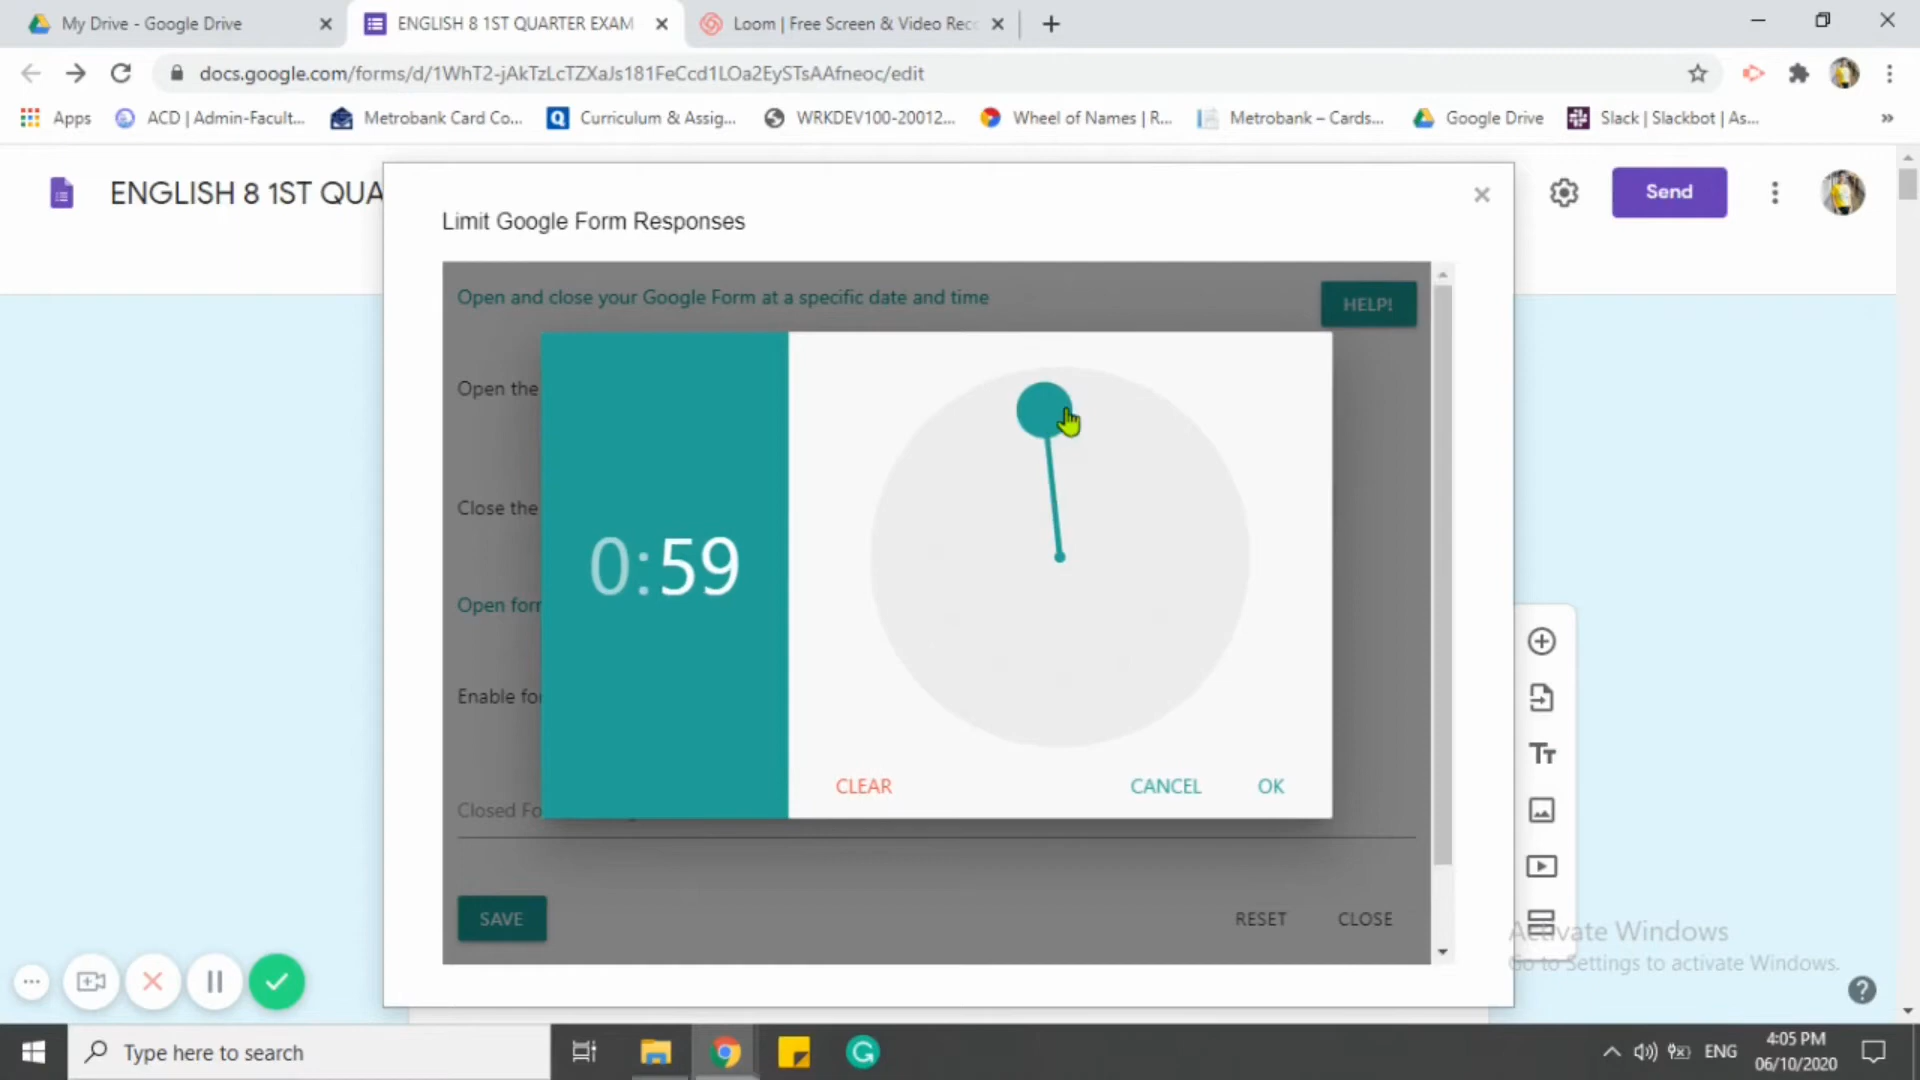 My Drive - Google Drive
ENGLISH 8 1ST QUARTER EXAM
Loom | Free Screen & Video Rec
docs.google.com/forms/d/1WhT2-jAkTzLcTZXaJs181FeCcd1LOa2EySTsAAfneoc/edit
Apps
ACD | Admin-Facult...
Metrobank Card Co...
Curriculum & Assig...
WRKDEV100-20012...
Wheel of Names | R...
Metrobank – Cards...
Google Drive
Slack | Slackbot | As...
»
ENGLISH 8 1ST QUA
Send
Limit Google Form Responses
Open and close your Google Form at a specific date and time
HELP!
Open the
Close the
0:59
Open for
Enable fo
CLEAR
CANCEL
OK
Closed Fo
SAVE
RESET
CLOSE
Activate Windows
Go to Settings to activate Windows.
Type here to search
ENG
4:05 PM
06/10/2020